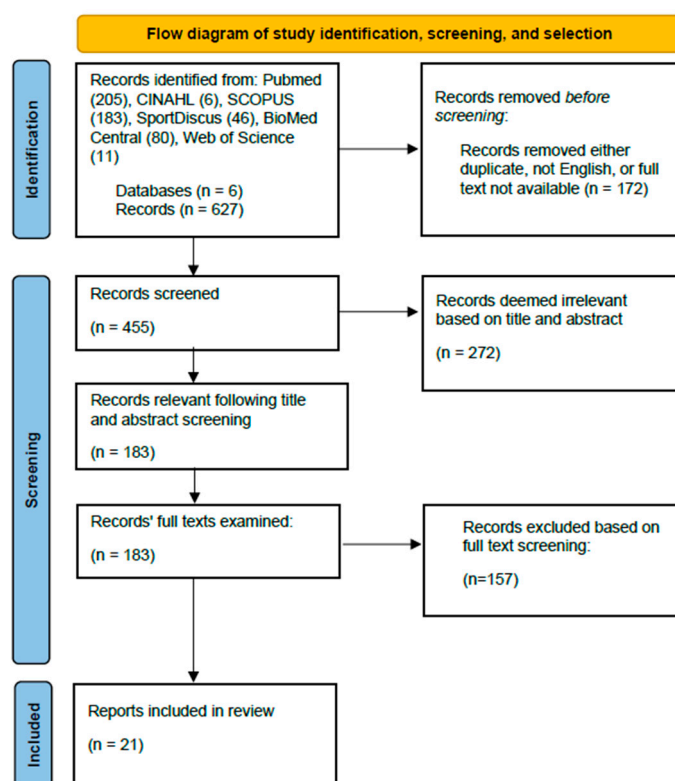 Flow diagram of study identification, screening, and selection
Identification
Records identified from: Pubmed
(205), CINAHL (6), SCOPUS
(183), SportDiscus (46), BioMed
Central (80), Web of Science
(11)
Databases (n = 6)
Records (n = 627)
Records removed before
screening:
Records removed either
duplicate, not English, or full
text not available (n = 172)
Screening
Records screened
(n = 455)
Records deemed irrelevant
based on title and abstract
(n = 272)
Records relevant following title
and abstract screening
(n = 183)
Records' full texts examined:
(n = 183)
Records excluded based on
full text screening:
(n=157)
Included
Reports included in review
(n = 21)